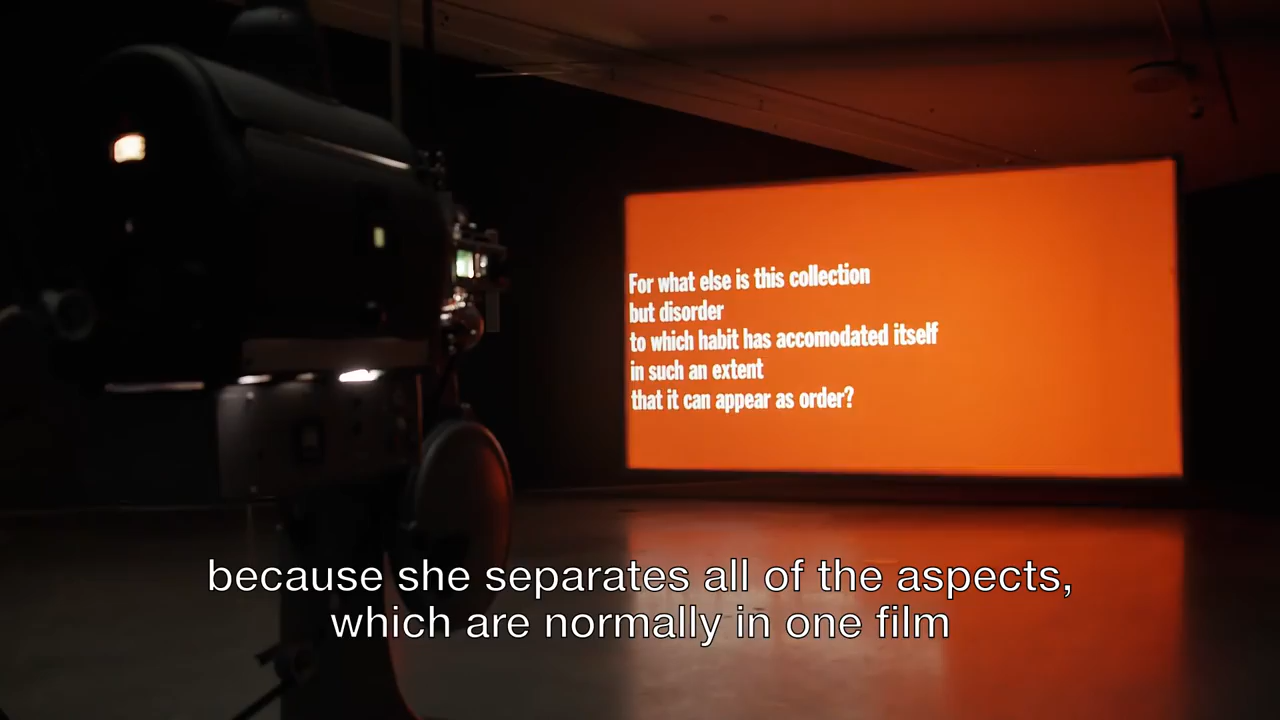 For what else is this collection
but disorder
to which habit has accomodated itself
in such an extent
that it can appear as order?
because she separates all of the aspects,
which are normally in one film